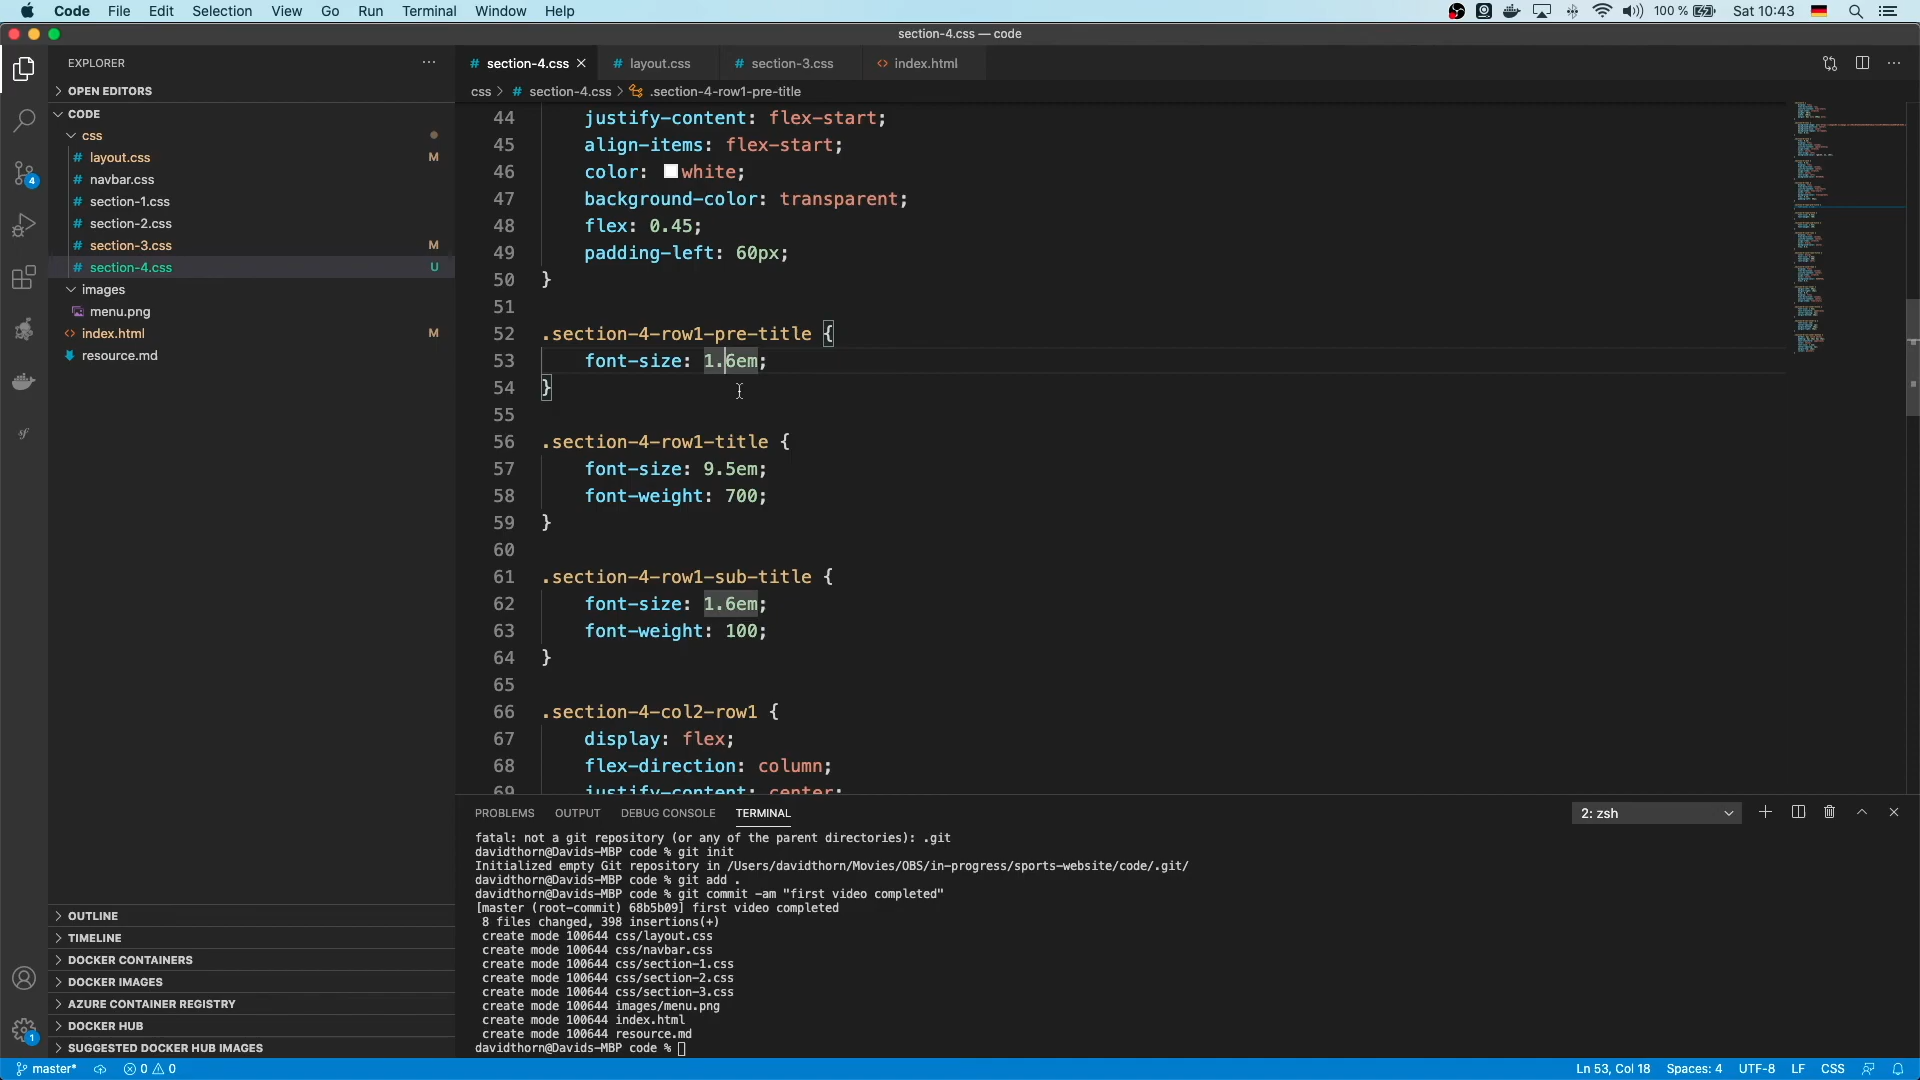 Code File Edit Selection View Go Run Terminal Window Help
100 % Sat 10:43
section-4.css — code
EXPLORER
section-4.css layout.css section-3.css index.html
OPEN EDITORS
css > section-4.css > .section-4-row1-pre-title
CODE
css
layout.css M
navbar.css
section-1.css
section-2.css
section-3.css M
section-4.css U
images
menu.png
index.html M
resource.md
4
44 justify-content: flex-start;
45 align-items: flex-start;
46 color: white;
47 background-color: transparent;
48 flex: 0.45;
49 padding-left: 60px;
50 }
51
52 .section-4-row1-pre-title {
53 font-size: 1.6em;
54 }
55
56 .section-4-row1-title {
57 font-size: 9.5em;
58 font-weight: 700;
59 }
60
61 .section-4-row1-sub-title {
62 font-size: 1.6em;
63 font-weight: 100;
64 }
65
66 .section-4-col2-row1 {
67 display: flex;
68 flex-direction: column;
69 justify-content: center;
PROBLEMS OUTPUT DEBUG CONSOLE TERMINAL
2: zsh
fatal: not a git repository (or any of the parent directories): .git
davidthorn@Davids-MBP code % git init
Initialized empty Git repository in /Users/davidthorn/Movies/OBS/in-progress/sports-website/code/.git/
davidthorn@Davids-MBP code % git add .
davidthorn@Davids-MBP code % git commit -am "first video completed"
[master (root-commit) 68b5b09] first video completed
8 files changed, 398 insertions(+)
create mode 100644 css/layout.css
create mode 100644 css/navbar.css
create mode 100644 css/section-1.css
create mode 100644 css/section-2.css
create mode 100644 css/section-3.css
create mode 100644 images/menu.png
create mode 100644 index.html
create mode 100644 resource.md
davidthorn@Davids-MBP code %
OUTLINE
TIMELINE
DOCKER CONTAINERS
DOCKER IMAGES
AZURE CONTAINER REGISTRY
DOCKER HUB
SUGGESTED DOCKER HUB IMAGES
1
master* 0 0
Ln 53, Col 18 Spaces: 4 UTF-8 LF CSS